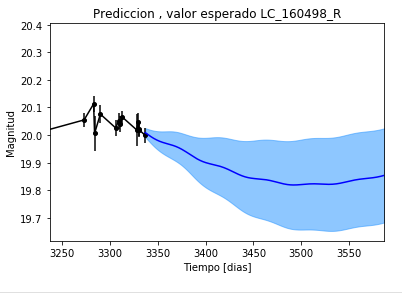 Prediccion , valor esperado LC_160498_R
20.4
20.3
20.2
20.1
20.0
19.9
19.8
19.7
Magnitud
3250 3300 3350 3400 3450 3500 3550
Tiempo [dias]